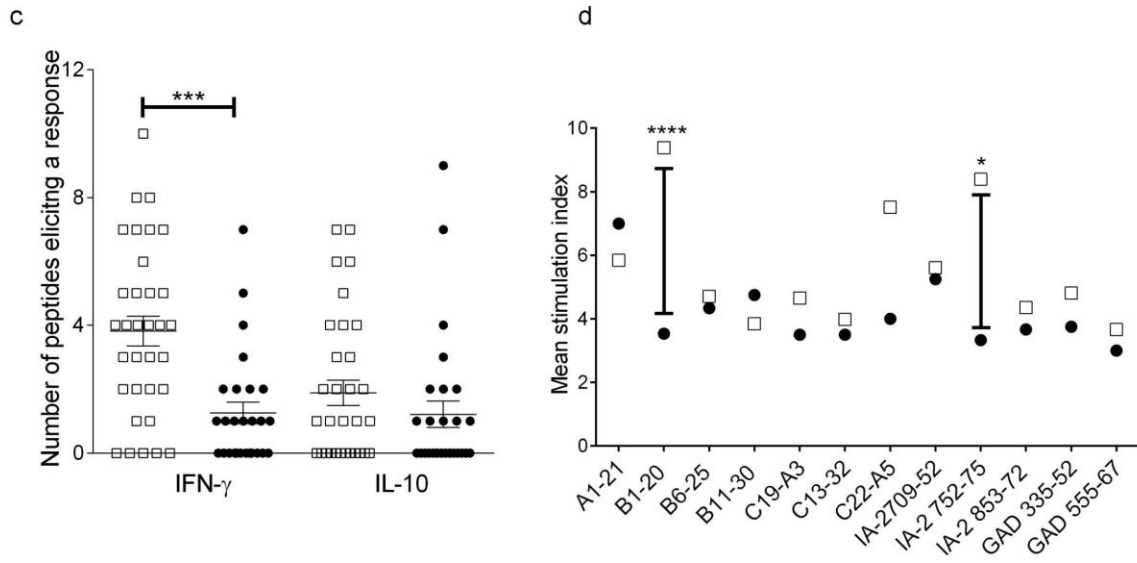 c
Number of peptides elicitng a response
12
8
4
0
***
IFN-γ
IL-10
d
Mean stimulation index
10
8
6
4
2
0
****
*
A1-21
B1-20
B6-25
B11-30
C19-A3
C13-32
C22-A5
IA-2709-52
IA-2 752-75
IA-2 853-72
GAD 335-52
GAD 555-67